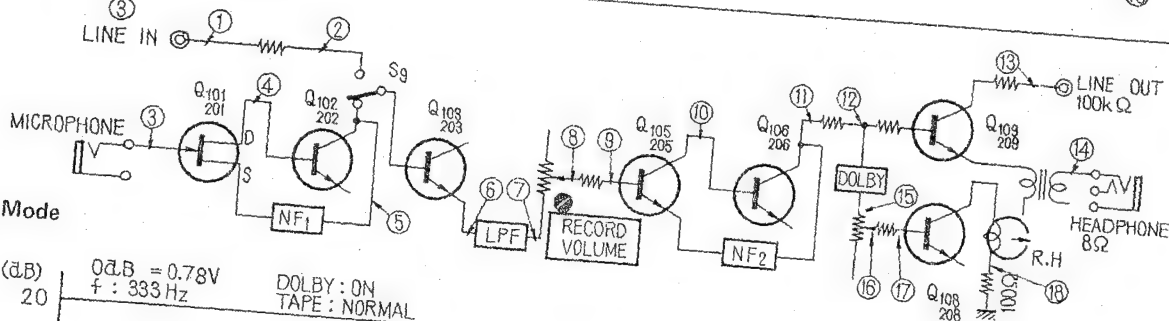 ③
LINE IN
①
②
S9
④
Q101
201
Q102
202
Q103
203
MICROPHONE
③
D
S
NF1
⑤
⑥
⑦
LPF
⑧
⑨
RECORD
VOLUME
Q105
205
⑩
Q106
206
NF2
⑪
⑫
DOLBY
⑮
⑯
⑰
Q109
209
Q108
208
⑬
LINE OUT
100kΩ
⑭
HEADPHONE
8Ω
R.H
⑱
100Ω
Mode
(dB)
20
0dB = 0.78V
f : 333 Hz
DOLBY : ON
TAPE : NORMAL